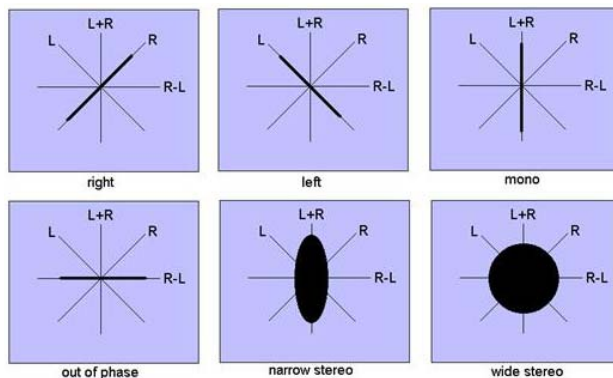 L+R
L
R
R-L
right
L+R
L
R
R-L
left
L+R
L
R
R-L
mono
L+R
L
R
R-L
out of phase
L+R
L
R
R-L
narrow stereo
L+R
L
R
R-L
wide stereo